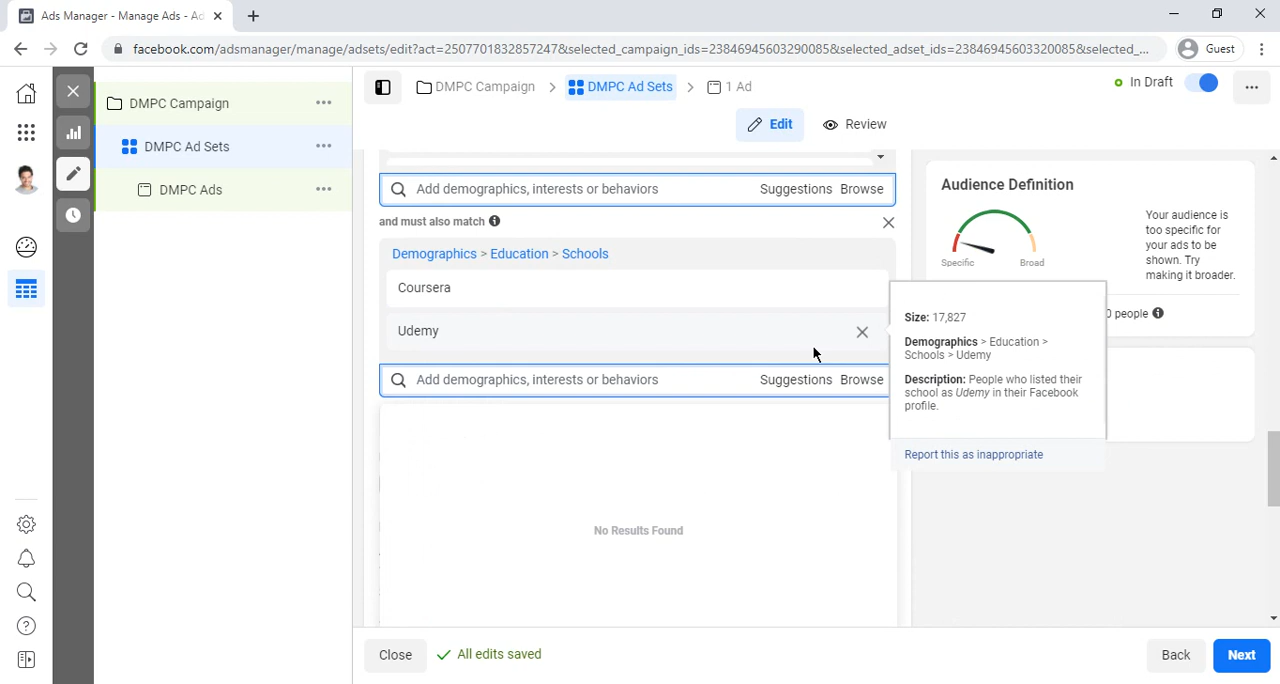 Ads Manager - Manage Ads - Ad
facebook.com/adsmanager/manage/adsets/edit?act=2507701832857247&selected_campaign_ids=23846945603290085&selected_adset_ids=23846945603320085&selected_...
Guest
DMPC Campaign
DMPC Ad Sets
DMPC Ads
DMPC Campaign > DMPC Ad Sets > 1 Ad
In Draft
Edit
Review
Add demographics, interests or behaviors
Suggestions
Browse
and must also match
Demographics > Education > Schools
Coursera
Udemy
Add demographics, interests or behaviors
Suggestions
Browse
No Results Found
Audience Definition
Specific
Broad
Your audience is
too specific for
your ads to be
shown. Try
making it broader.
0 people
Size: 17,827
Demographics > Education >
Schools > Udemy
Description: People who listed their
school as Udemy in their Facebook
profile.
Report this as inappropriate
Close
All edits saved
Back
Next